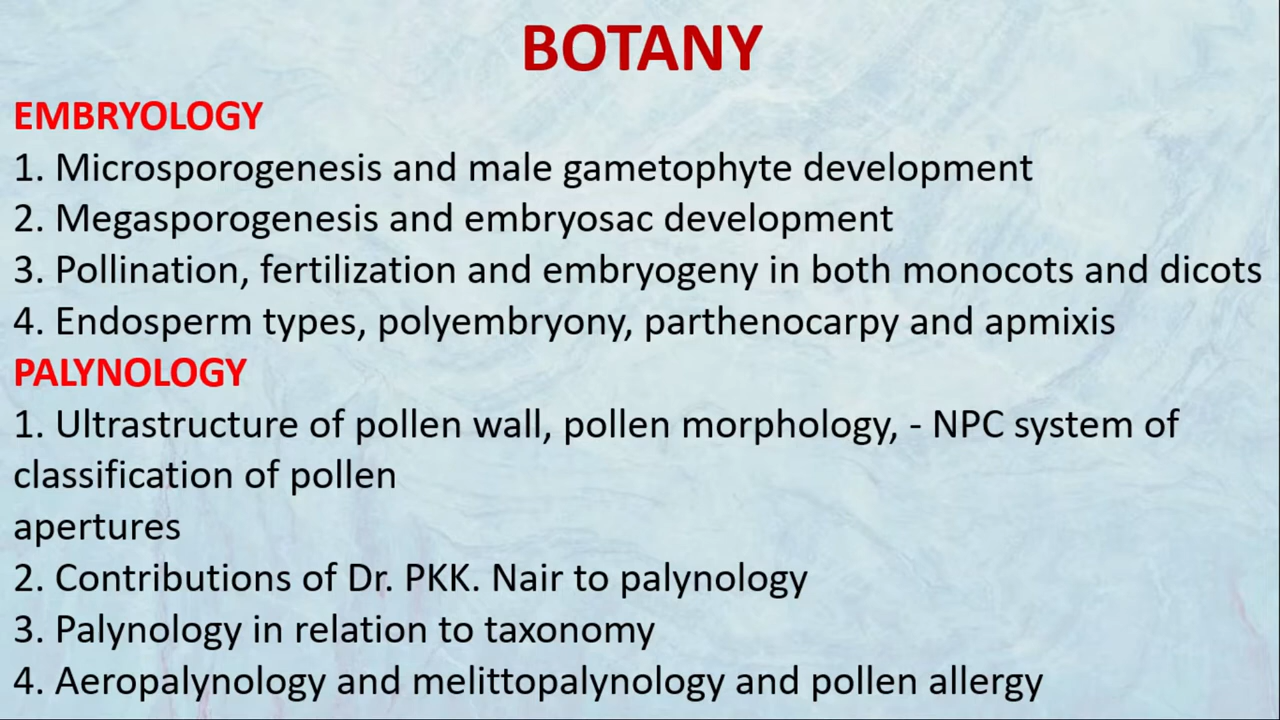 BOTANY
EMBRYOLOGY
1. Microsporogenesis and male gametophyte development
2. Megasporogenesis and embryosac development
3. Pollination, fertilization and embryogeny in both monocots and dicots
4. Endosperm types, polyembryony, parthenocarpy and apmixis
PALYNOLOGY
1. Ultrastructure of pollen wall, pollen morphology, - NPC system of
classification of pollen
apertures
2. Contributions of Dr. PKK. Nair to palynology
3. Palynology in relation to taxonomy
4. Aeropalynology and melittopalynology and pollen allergy